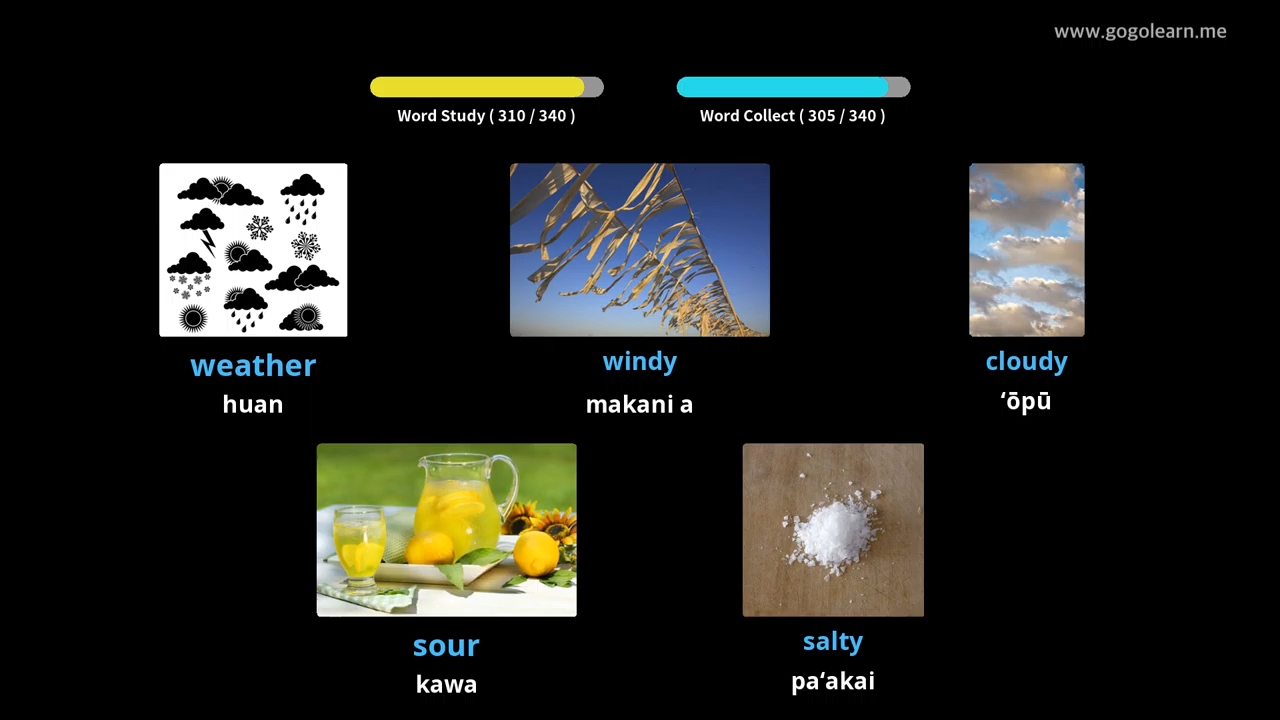 www.gogolearn.me
Word Study ( 310 / 340 )
Word Collect ( 305 / 340 )
weather
huan
windy
makani a
cloudy
ʻōpū
sour
kawa
salty
paʻakai